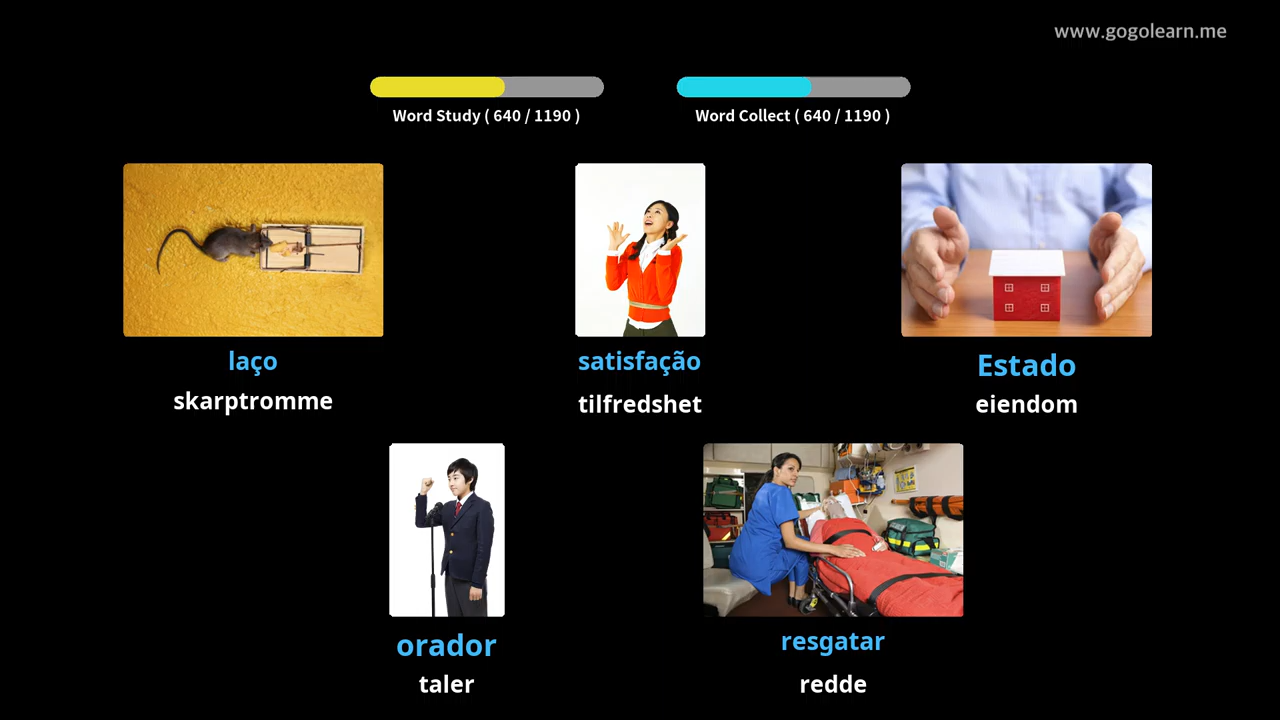 www.gogolearn.me
Word Study ( 640 / 1190 )
Word Collect ( 640 / 1190 )
laço
skarptromme
satisfação
tilfredshet
Estado
eiendom
orador
taler
resgatar
redde